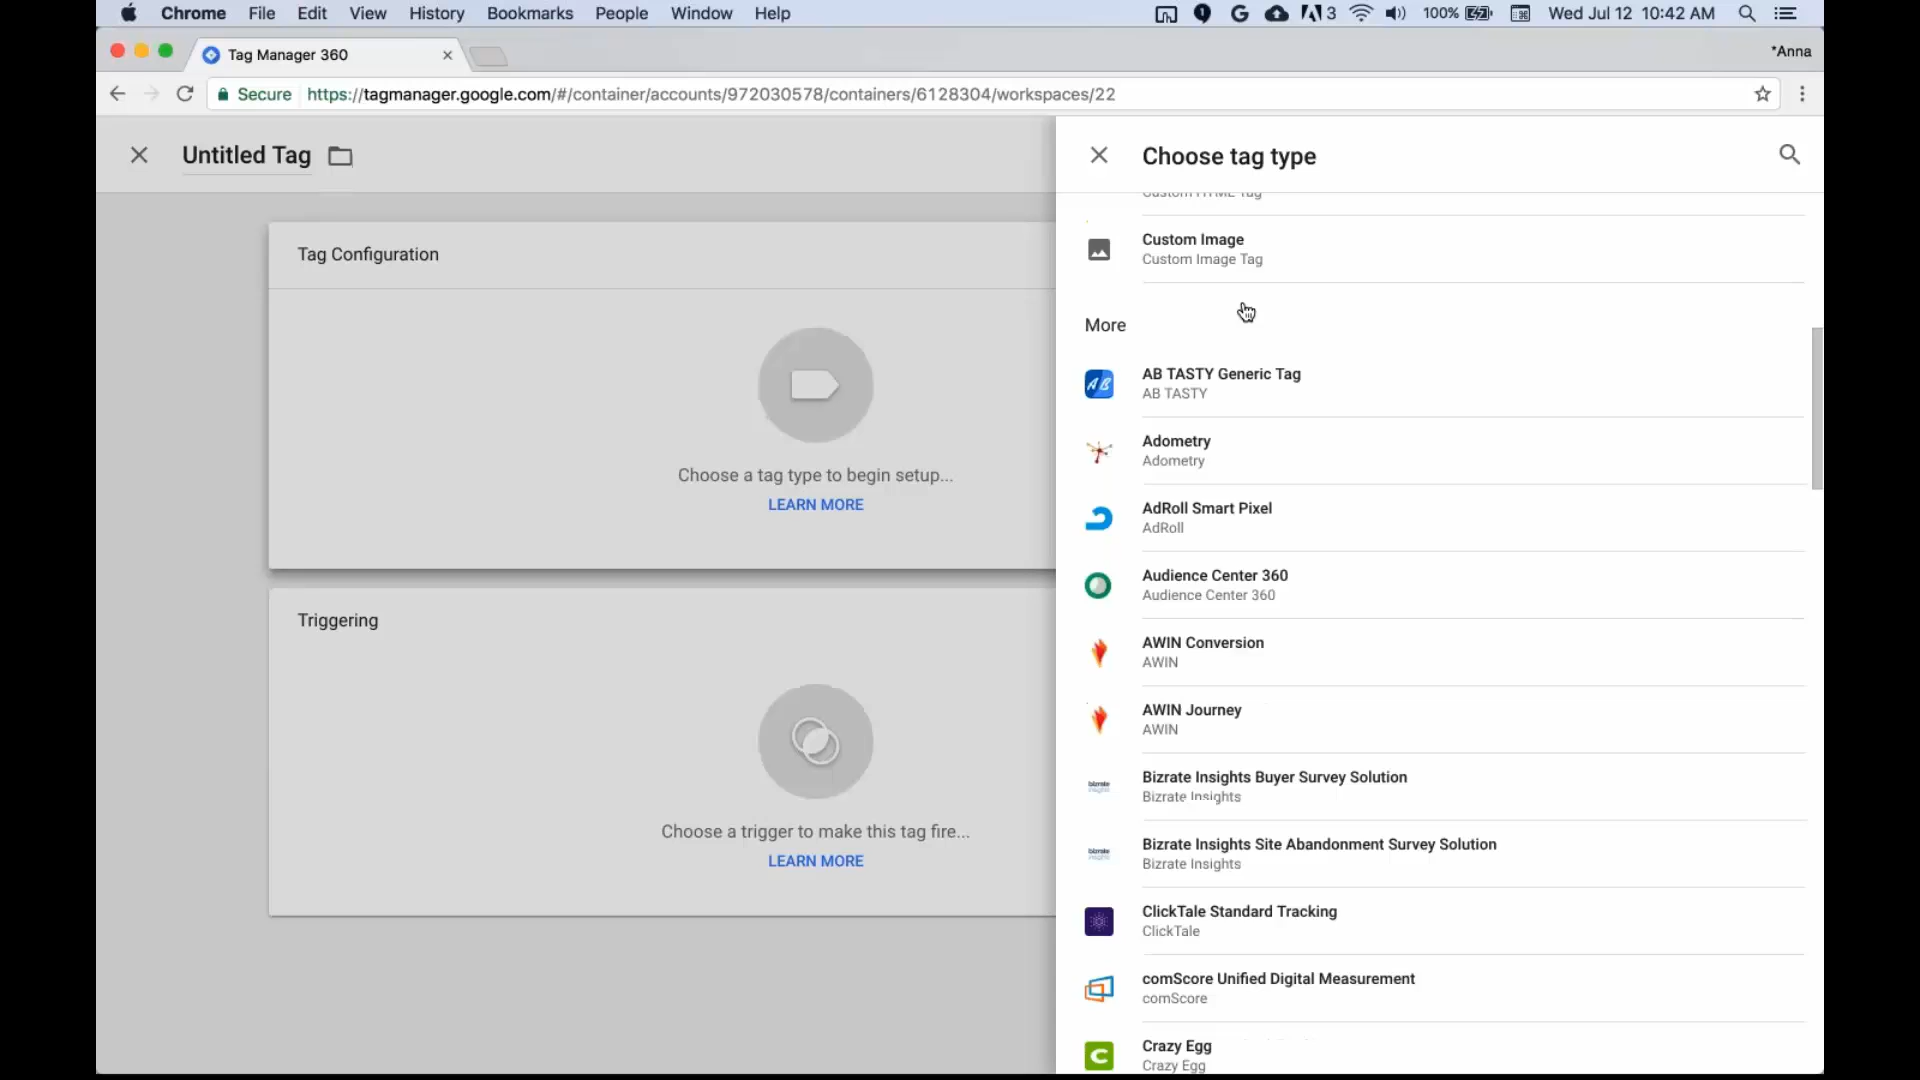 Chrome File Edit View History Bookmarks People Window Help 3 100% Wed Jul 12 10:42 AM
Tag Manager 360
*Anna
Secure https://tagmanager.google.com/#/container/accounts/972030578/containers/6128304/workspaces/22
Untitled Tag
Tag Configuration
Choose a tag type to begin setup...
LEARN MORE
Triggering
Choose a trigger to make this tag fire...
LEARN MORE
Choose tag type
Custom HTML Tag
Custom Image
Custom Image Tag
More
AB TASTY Generic Tag
AB TASTY
Adometry
Adometry
AdRoll Smart Pixel
AdRoll
Audience Center 360
Audience Center 360
AWIN Conversion
AWIN
AWIN Journey
AWIN
Bizrate Insights Buyer Survey Solution
Bizrate Insights
Bizrate Insights Site Abandonment Survey Solution
Bizrate Insights
ClickTale Standard Tracking
ClickTale
comScore Unified Digital Measurement
comScore
Crazy Egg
Crazy Egg